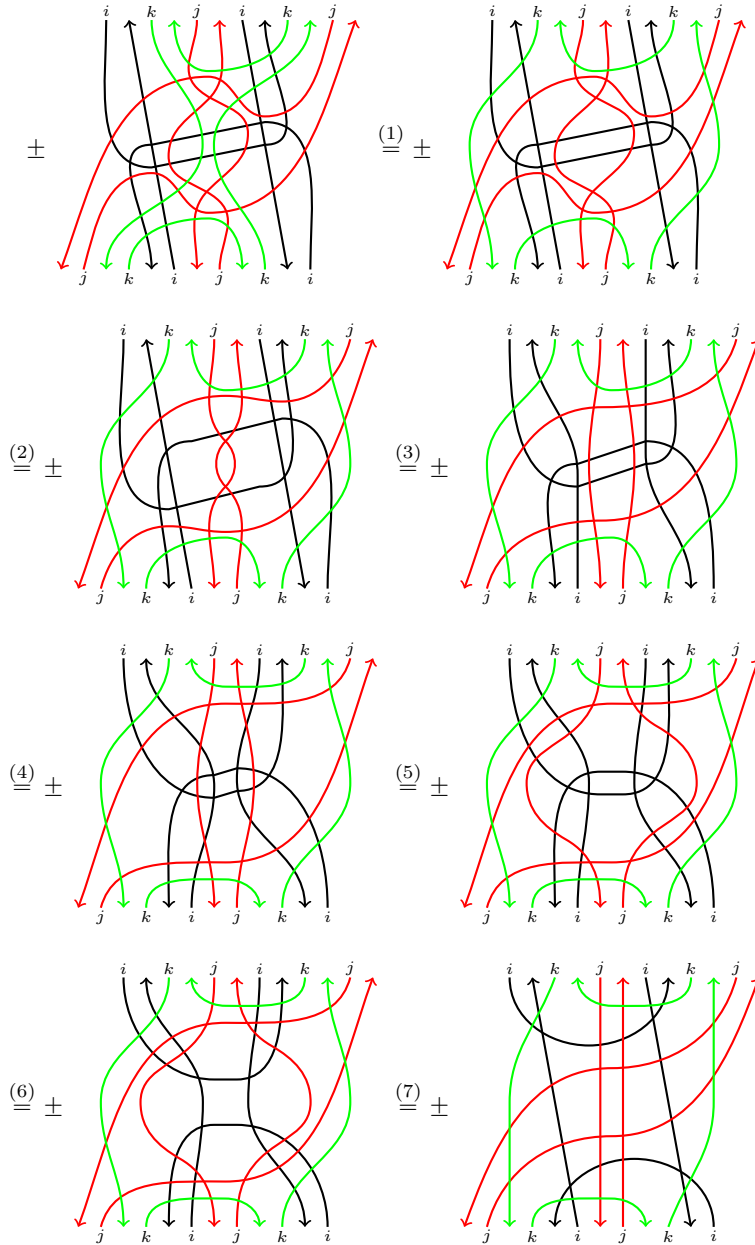 i k j i k j i k j i k j
± (1) = ±
j k i j k i j k i j k i
i k j i k j i k j i k j
(2) = ± (3) = ±
j k i j k i j k i j k i
i k j i k j i k j i k j
(4) = ± (5) = ±
j k i j k i j k i j k i
i k j i k j i k j i k j
(6) = ± (7) = ±
j k i j k i j k i j k i